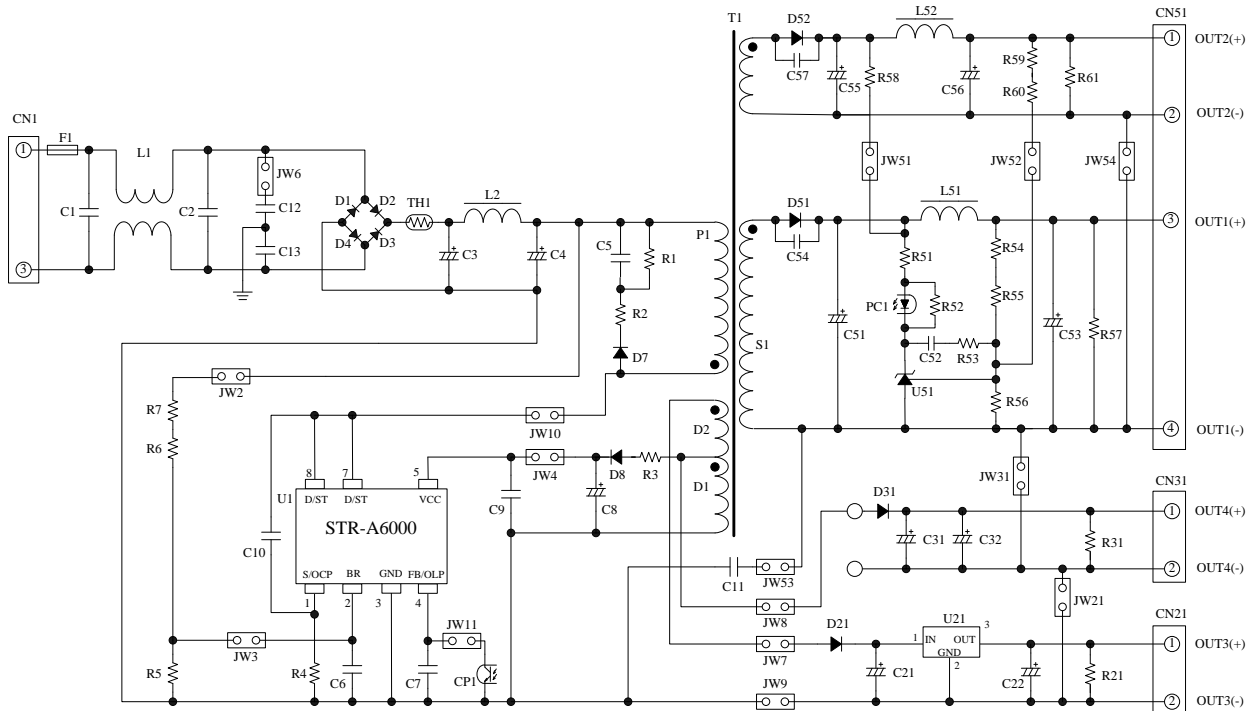 T1
D52
L52
CN51
1
OUT2(+)
C57
C55
R58
C56
R59
R60
R61
2
OUT2(-)
CN1
1
F1
L1
C1
C2
JW6
C12
C13
3
D1
D2
D4
D3
TH1
L2
C3
C4
C5
R1
R2
D7
P1
S1
JW51
JW52
JW54
D51
L51
3
OUT1(+)
C54
R51
R54
PC1
R52
R55
C51
C52
R53
C53
R57
U51
R56
4
OUT1(-)
JW2
R7
R6
JW10
D2
D1
JW4
D8
R3
C9
C8
8
7
5
U1
D/ST
D/ST
VCC
STR-A6000
S/OCP
BR
GND
FB/OLP
1
2
3
4
C10
JW31
CN31
D31
1
OUT4(+)
C31
C32
R31
2
OUT4(-)
C11
JW53
JW8
JW21
CN21
JW11
JW3
R5
R4
C6
C7
CP1
JW7
D21
U21
1
IN
OUT
3
GND
2
1
OUT3(+)
C21
C22
R21
JW9
2
OUT3(-)